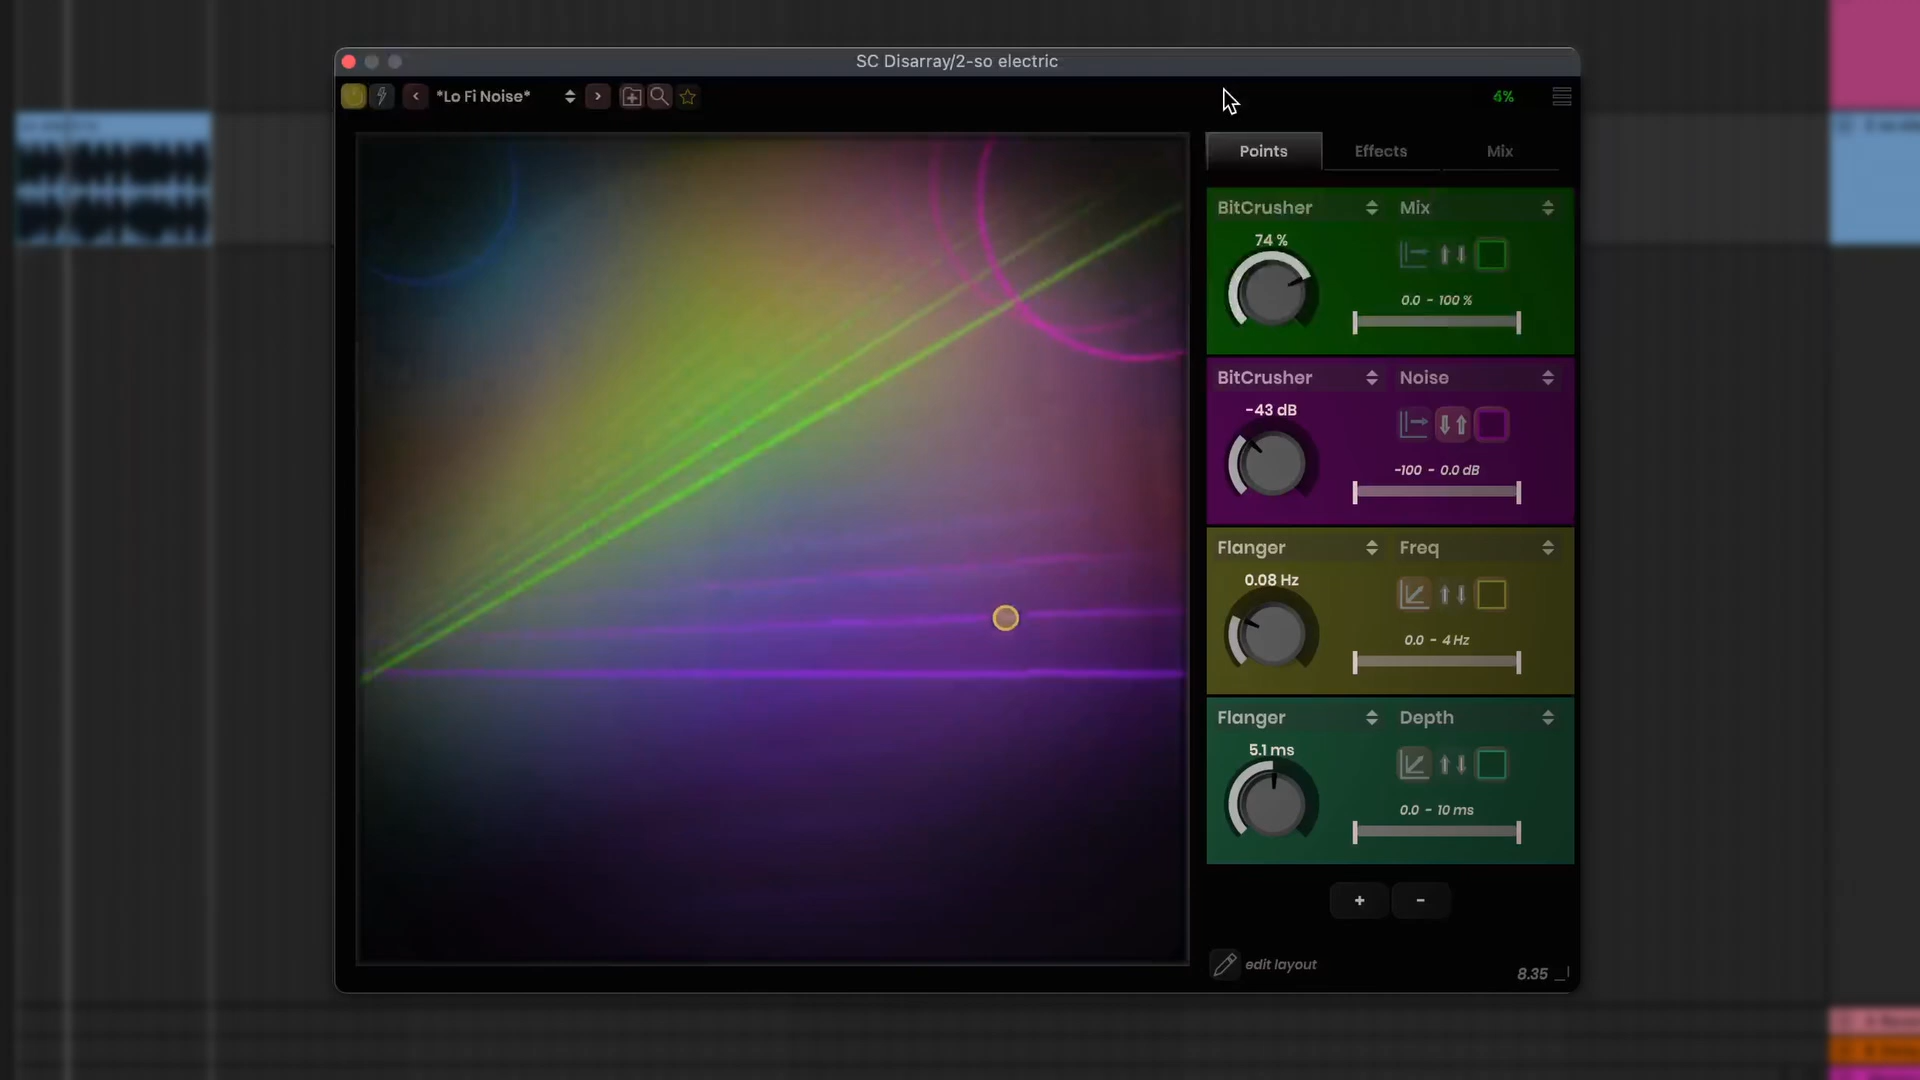 SC Disarray/2-so electric
*Lo Fi Noise*
4%
Points Effects Mix
BitCrusher Mix
74 %
0.0 - 100 %
BitCrusher Noise
-43 dB
-100 - 0.0 dB
Flanger Freq
0.08 Hz
0.0 - 4 Hz
Flanger Depth
5.1 ms
0.0 - 10 ms
+ -
edit layout
8.35